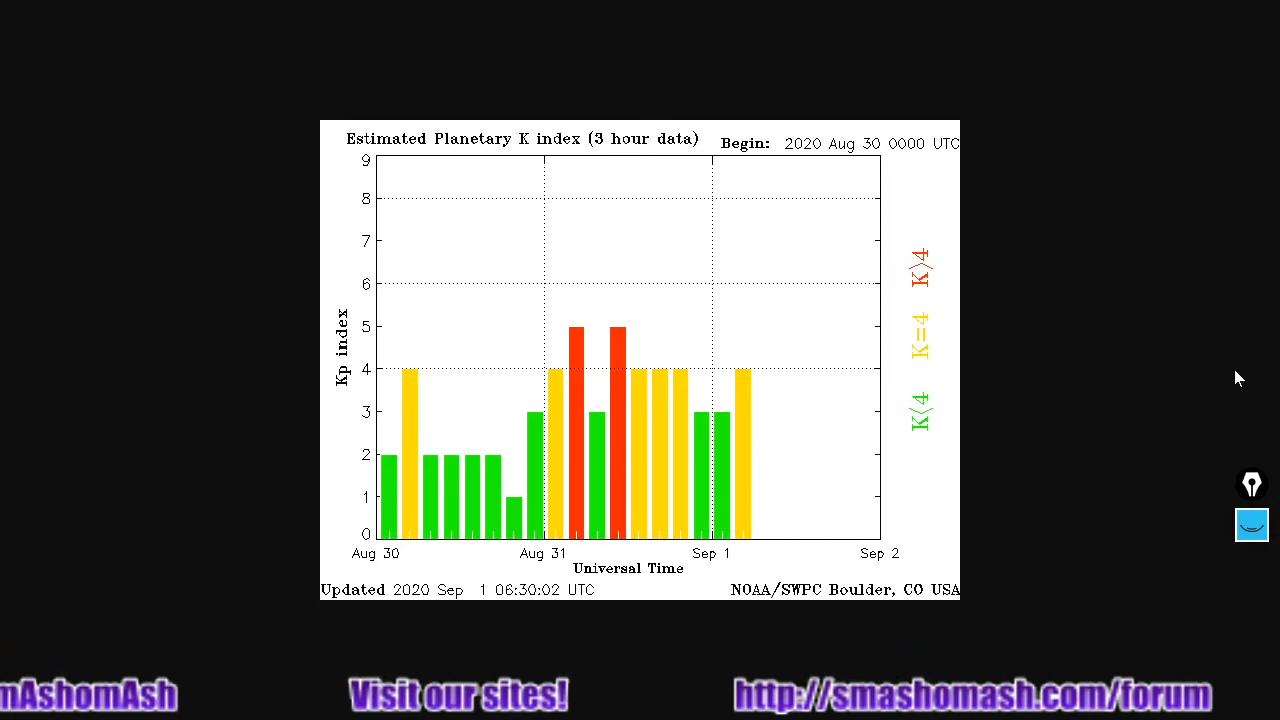 Estimated Planetary K index (3 hour data)
Begin: 2020 Aug 30 0000 UTC
9
8
7
6
5
4
3
2
1
0
Kp index
K>4
K=4
K<4
Aug 30
Aug 31
Sep 1
Sep 2
Universal Time
Updated 2020 Sep 1 06:30:02 UTC
NOAA/SWPC Boulder, CO USA
mAshomAsh
Visit our sites!
http://smashomash.com/forum